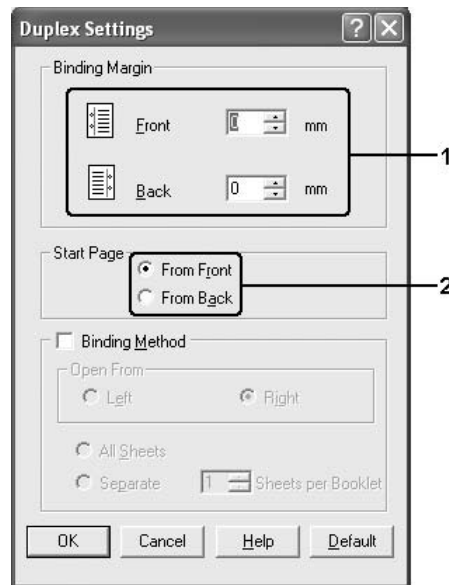 Duplex Settings
Binding Margin
Front 0 mm
1
Back 0 mm
Start Page
From Front
2
From Back
Binding Method
Open From
Left Right
All Sheets
Separate 1 Sheets per Booklet
OK Cancel Help Default